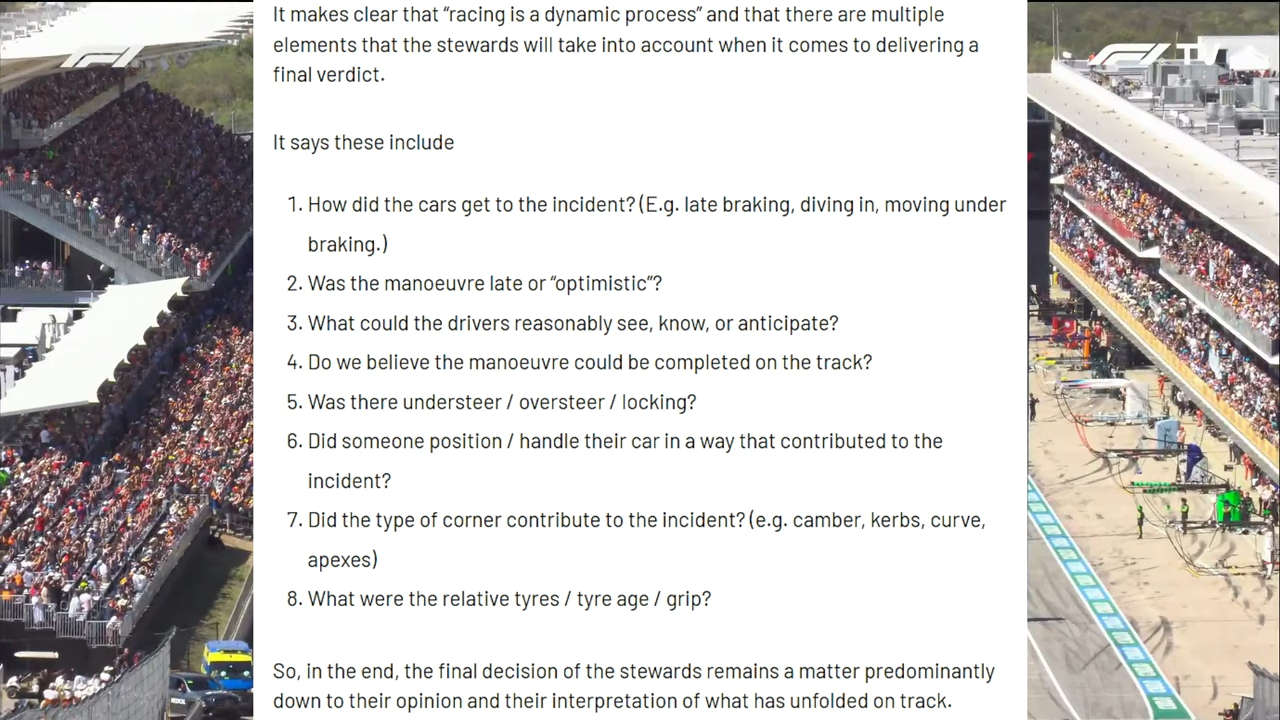 It makes clear that “racing is a dynamic process” and that there are multiple
elements that the stewards will take into account when it comes to delivering a
final verdict.
It says these include
1. How did the cars get to the incident? (E.g. late braking, diving in, moving under
braking.)
2. Was the manoeuvre late or “optimistic”?
3. What could the drivers reasonably see, know, or anticipate?
4. Do we believe the manoeuvre could be completed on the track?
5. Was there understeer / oversteer / locking?
6. Did someone position / handle their car in a way that contributed to the
incident?
7. Did the type of corner contribute to the incident? (e.g. camber, kerbs, curve,
apexes)
8. What were the relative tyres / tyre age / grip?
So, in the end, the final decision of the stewards remains a matter predominantly
down to their opinion and their interpretation of what has unfolded on track.
F1
F1 TV
MEDICAL